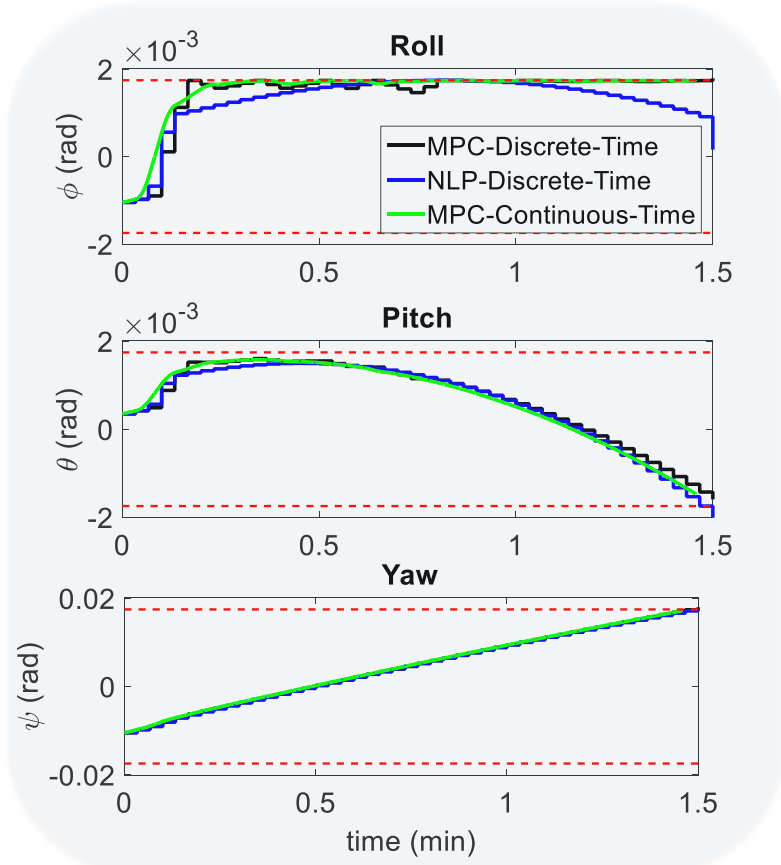 Roll
×10⁻³
2
0
-2
ϕ (rad)
MPC-Discrete-Time
NLP-Discrete-Time
MPC-Continuous-Time
0 0.5 1 1.5
Pitch
×10⁻³
2
0
-2
θ (rad)
0 0.5 1 1.5
Yaw
0.02
0
-0.02
ψ (rad)
0 0.5 1 1.5
time (min)